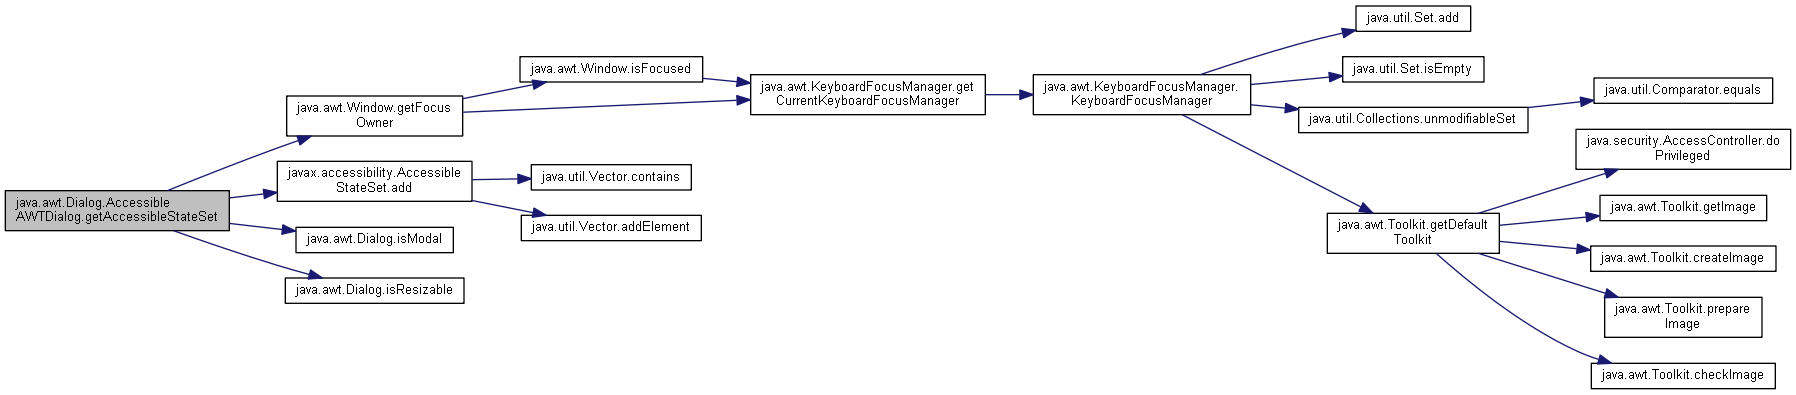 java.awt.Dialog.Accessible
AWTDialog.getAccessibleStateSet
java.awt.Window.getFocus
Owner
java.awt.Window.isFocused
java.awt.KeyboardFocusManager.get
CurrentKeyboardFocusManager
java.awt.KeyboardFocusManager.
KeyboardFocusManager
java.util.Set.add
java.util.Set.isEmpty
java.util.Collections.unmodifiableSet
java.util.Comparator.equals
java.awt.Toolkit.getDefault
Toolkit
java.security.AccessController.do
Privileged
java.awt.Toolkit.getImage
java.awt.Toolkit.createImage
java.awt.Toolkit.prepare
Image
java.awt.Toolkit.checkImage
javax.accessibility.Accessible
StateSet.add
java.util.Vector.contains
java.util.Vector.addElement
java.awt.Dialog.isModal
java.awt.Dialog.isResizable